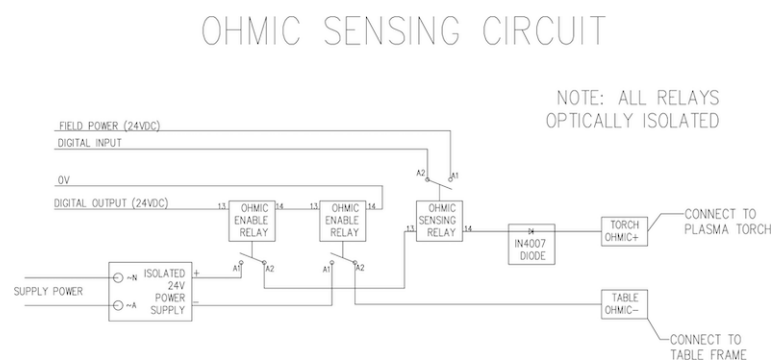 OHMIC SENSING CIRCUIT
NOTE: ALL RELAYS
OPTICALLY ISOLATED
FIELD POWER (24VDC)
DIGITAL INPUT
A2 A1
0V
DIGITAL OUTPUT (24VDC)
13 OHMIC 14
ENABLE
RELAY
13 OHMIC 14
ENABLE
RELAY
13 OHMIC 14
SENSING
RELAY
IN4007
DIODE
TORCH
OHMIC+
CONNECT TO
PLASMA TORCH
A1 A2
A1 A2
SUPPLY POWER
~N
~A
ISOLATED +
24V
POWER
SUPPLY -
TABLE
OHMIC-
CONNECT TO
TABLE FRAME